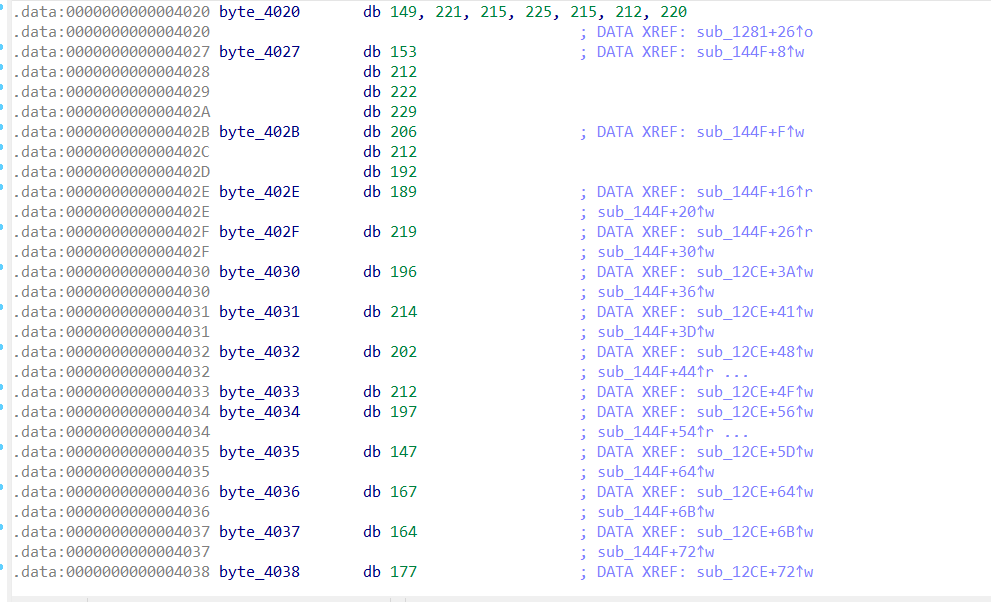 .data:0000000000004020 byte_4020 db 149, 221, 215, 225, 215, 212, 220
.data:0000000000004020 ; DATA XREF: sub_1281+26↑o
.data:0000000000004027 byte_4027 db 153 ; DATA XREF: sub_144F+8↑w
.data:0000000000004028 db 212
.data:0000000000004029 db 222
.data:000000000000402A db 229
.data:000000000000402B byte_402B db 206 ; DATA XREF: sub_144F+F↑w
.data:000000000000402C db 212
.data:000000000000402D db 192
.data:000000000000402E byte_402E db 189 ; DATA XREF: sub_144F+16↑r
.data:000000000000402E ; sub_144F+20↑w
.data:000000000000402F byte_402F db 219 ; DATA XREF: sub_144F+26↑r
.data:000000000000402F ; sub_144F+30↑w
.data:0000000000004030 byte_4030 db 196 ; DATA XREF: sub_12CE+3A↑w
.data:0000000000004030 ; sub_144F+36↑w
.data:0000000000004031 byte_4031 db 214 ; DATA XREF: sub_12CE+41↑w
.data:0000000000004031 ; sub_144F+3D↑w
.data:0000000000004032 byte_4032 db 202 ; DATA XREF: sub_12CE+48↑w
.data:0000000000004032 ; sub_144F+44↑r ...
.data:0000000000004033 byte_4033 db 212 ; DATA XREF: sub_12CE+4F↑w
.data:0000000000004034 byte_4034 db 197 ; DATA XREF: sub_12CE+56↑w
.data:0000000000004034 ; sub_144F+54↑r ...
.data:0000000000004035 byte_4035 db 147 ; DATA XREF: sub_12CE+5D↑w
.data:0000000000004035 ; sub_144F+64↑w
.data:0000000000004036 byte_4036 db 167 ; DATA XREF: sub_12CE+64↑w
.data:0000000000004036 ; sub_144F+6B↑w
.data:0000000000004037 byte_4037 db 164 ; DATA XREF: sub_12CE+6B↑w
.data:0000000000004037 ; sub_144F+72↑w
.data:0000000000004038 byte_4038 db 177 ; DATA XREF: sub_12CE+72↑w